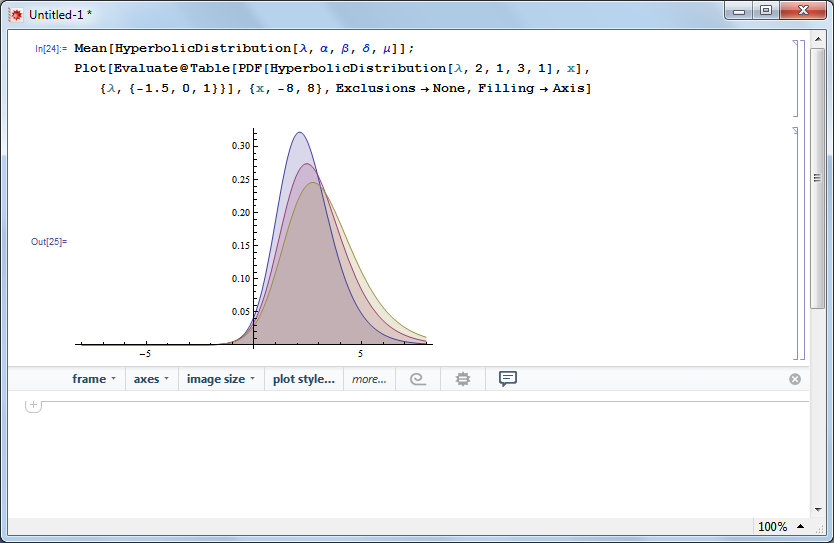 Untitled-1 *
In[24]:= Mean[HyperbolicDistribution[λ, α, β, δ, μ]];
Plot[Evaluate@Table[PDF[HyperbolicDistribution[λ, 2, 1, 3, 1], x],
{λ, {-1.5, 0, 1}}], {x, -8, 8}, Exclusions → None, Filling → Axis]
0.30
0.25
0.20
Out[25]= 0.15
0.10
0.05
-5 5
frame axes image size plot style... more...
100%